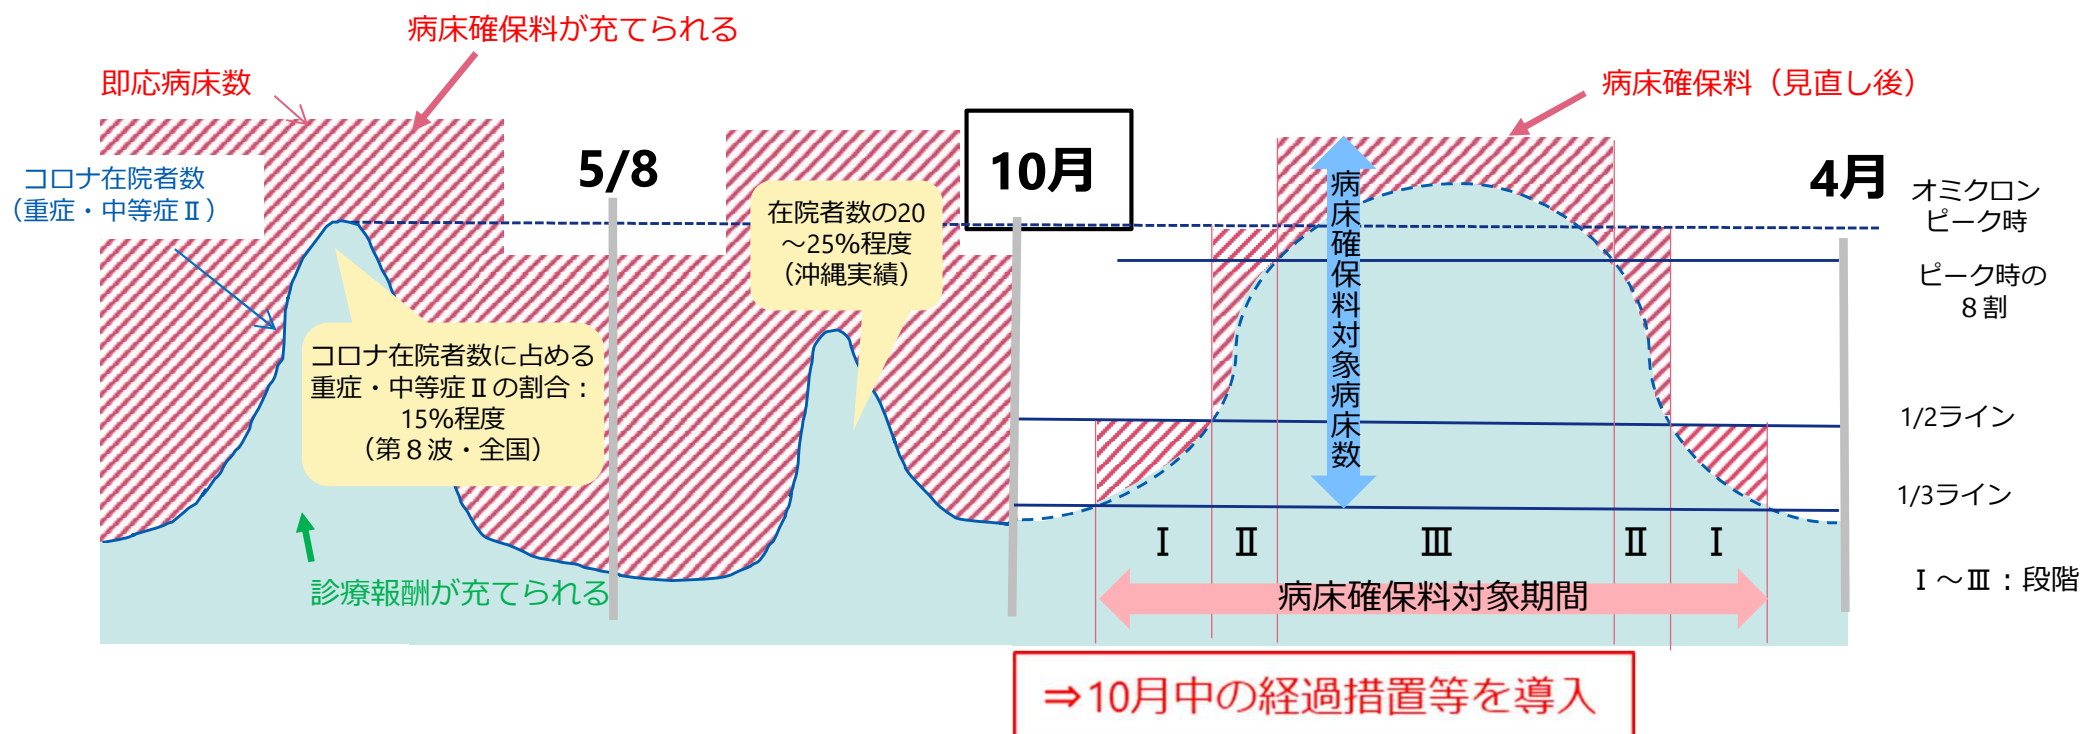 病床確保料が充てられる
即応病床数
病床確保料（見直し後）
5/8
10月
4月
コロナ在院者数
（重症・中等症Ⅱ）
在院者数の20
～25%程度
（沖縄実績）
オミクロン
ピーク時
ピーク時の
８割
病床確保料対象病床数
コロナ在院者数に占める
重症・中等症Ⅱの割合：
15%程度
（第８波・全国）
1/2ライン
1/3ライン
Ⅰ
Ⅱ
Ⅲ
Ⅱ
Ⅰ
診療報酬が充てられる
病床確保料対象期間
Ⅰ～Ⅲ：段階
⇒10月中の経過措置等を導入